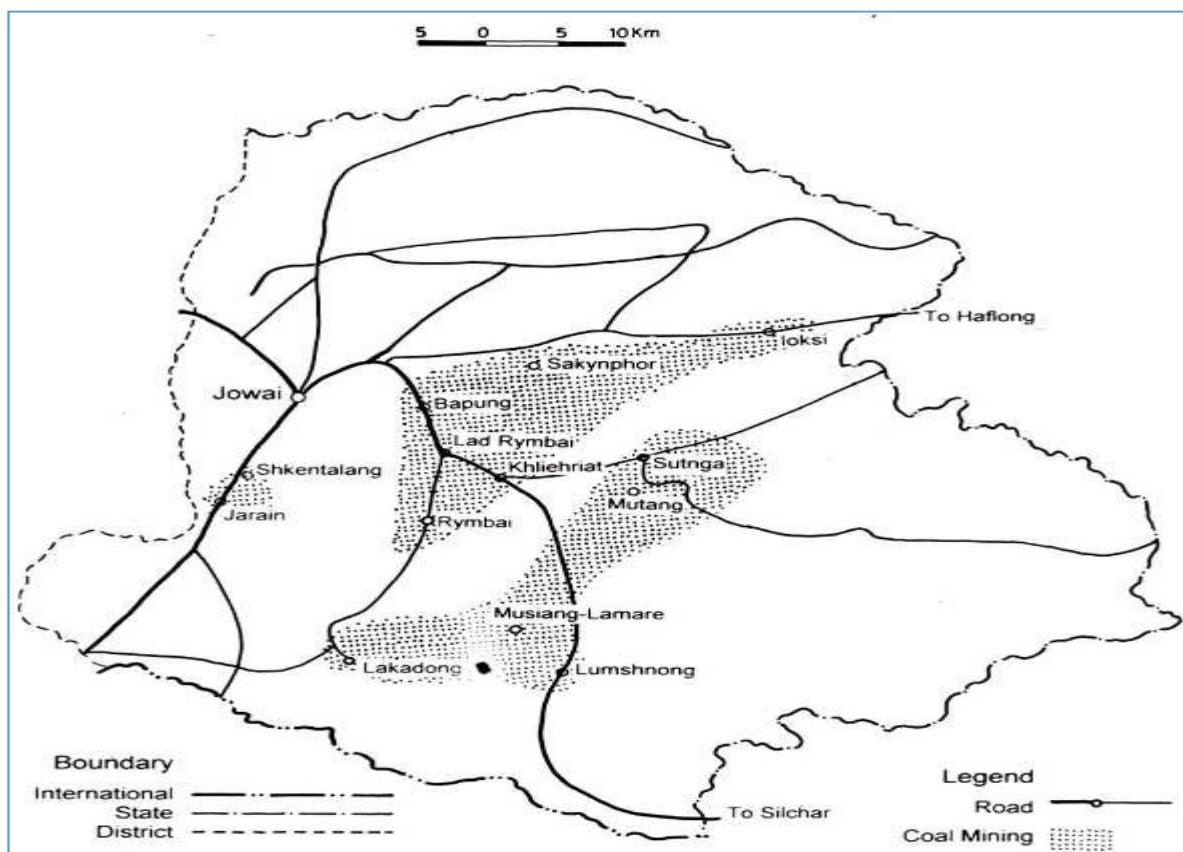 5 0 5 10 Km
To Haflong
Ioksi
Sakynphor
Jowai
Bapung
Lad Rymbai
Khliehriat
Sutnga
Shkentalang
Mutang
Jarain
Rymbai
Musiang-Lamare
Lakadong
Lumshnong
Boundary
International
State
District
To Silchar
Legend
Road
Coal Mining